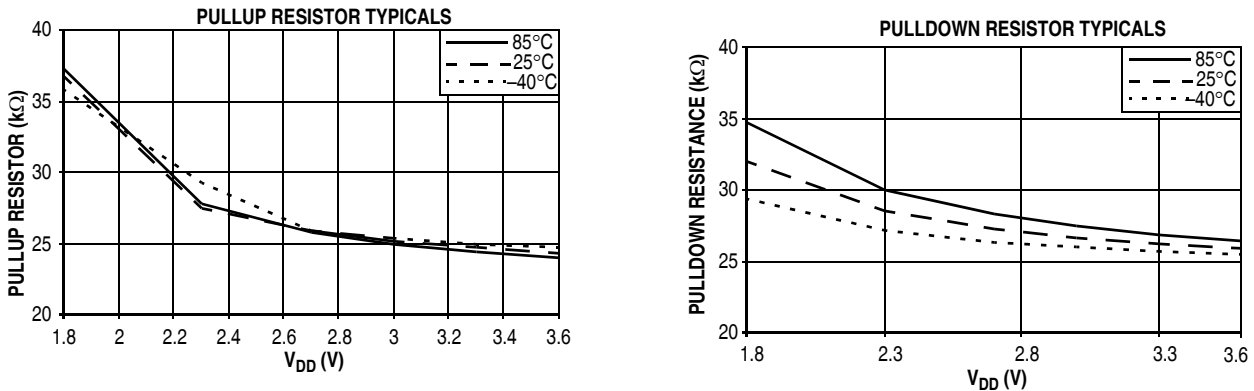 PULLUP RESISTOR TYPICALS
PULLUP RESISTOR (kΩ)
40
35
30
25
20
85°C
25°C
–40°C
1.8 2 2.2 2.4 2.6 2.8 3 3.2 3.4 3.6
VDD (V)
PULLDOWN RESISTOR TYPICALS
PULLDOWN RESISTANCE (kΩ)
40
35
30
25
20
85°C
25°C
–40°C
1.8 2.3 2.8 3.3 3.6
VDD (V)